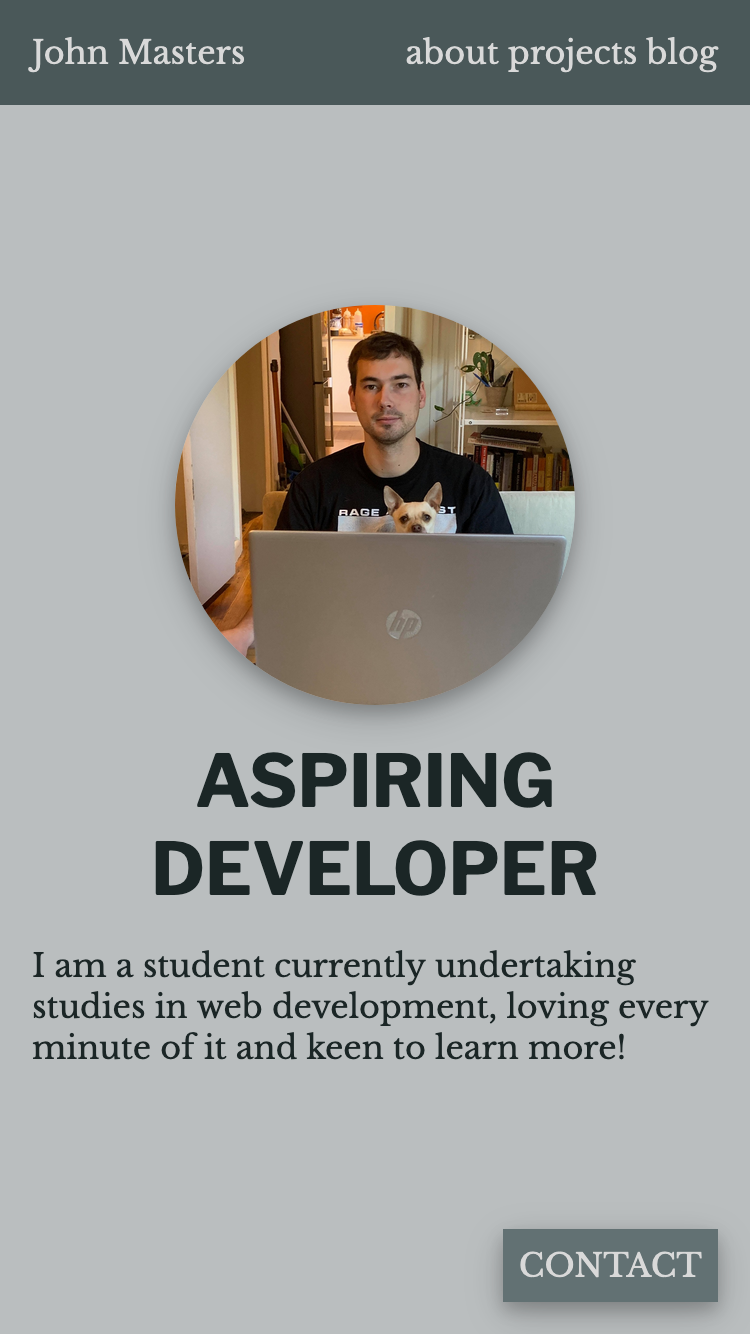 John Masters
about projects blog
RAGE
ST
hp
ASPIRING
DEVELOPER
I am a student currently undertaking
studies in web development, loving every
minute of it and keen to learn more!
CONTACT